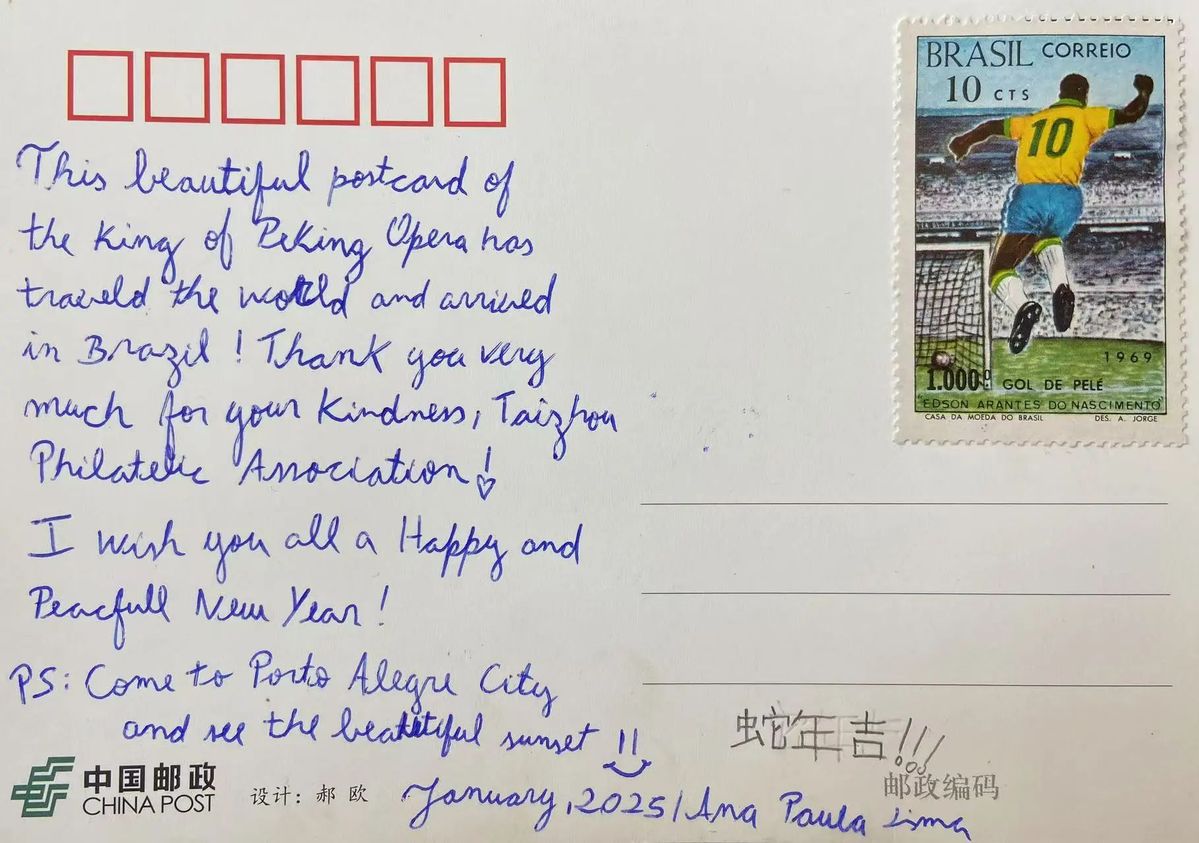 This beautiful postcard of
the King of Peking Opera has
traveld the world and arrived
in Brazil ! Thank you very
much for your Kindness, Taizhou
Philatelic Association!
I wish you all a Happy and
Peacfull New Year!
PS: Come to Porto Alegre City
and see the beautiful sunset !!
January, 2025/Ana Paula Lima
蛇年吉!!!
邮政编码
中国邮政
CHINA POST
设计：郝 欧
BRASIL CORREIO
10 CTS
10
1969
1.000º GOL DE PELÉ
"EDSON ARANTES DO NASCIMENTO"
CASA DA MOEDA DO BRASIL DES. A. JORGE